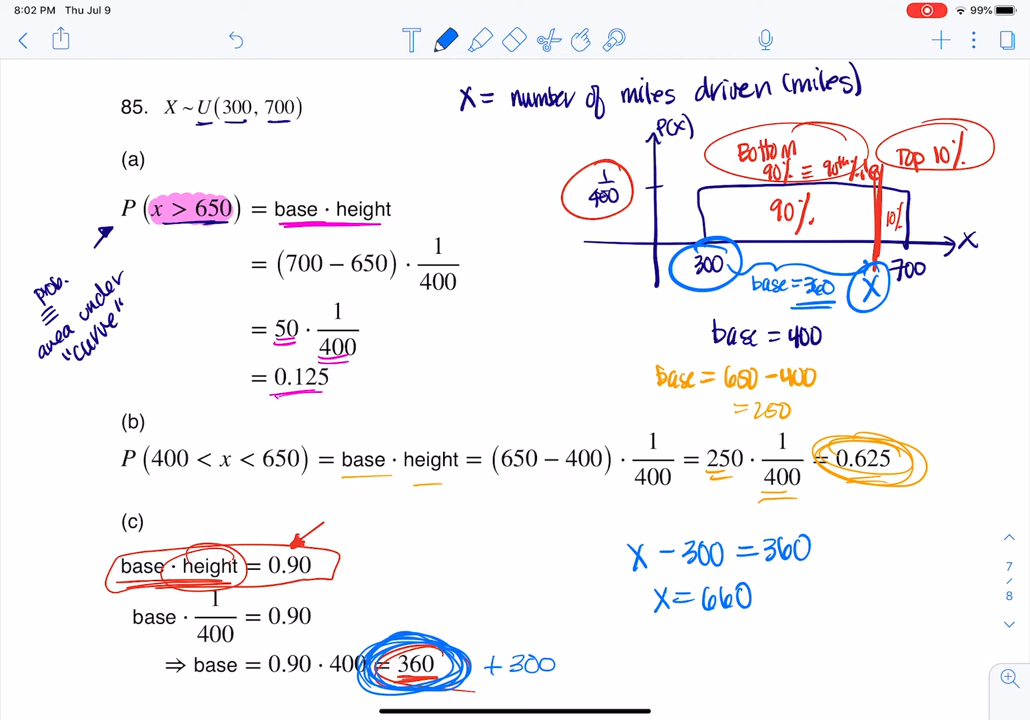 8:02 PM Thu Jul 9
99%
T
85. X ~ U(300, 700)
X = number of miles driven (miles)
(a)
P(x)
Bottom
90% ≡ 90th %ile
Top 10%
1/400
90%
10%
X
300
base = 360
X
700
P (x > 650) = base · height
= (700 − 650) · 1/400
prob.
≡
area under
"curve"
= 50 · 1/400
= 0.125
base = 400
Base = 650 − 400
= 250
(b)
P (400 < x < 650) = base · height = (650 − 400) · 1/400 = 250 · 1/400 = 0.625
(c)
base · height = 0.90
base · 1/400 = 0.90
⇒ base = 0.90 · 400 = 360 + 300
X − 300 = 360
X = 660
7
/
8